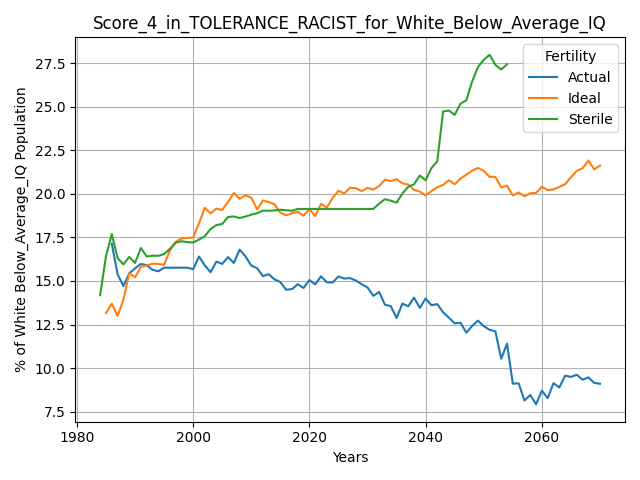 Score_4_in_TOLERANCE_RACIST_for_White_Below_Average_IQ
% of White Below_Average_IQ Population
27.5
25.0
22.5
20.0
17.5
15.0
12.5
10.0
7.5
1980
2000
2020
2040
2060
Years
Fertility
Actual
Ideal
Sterile